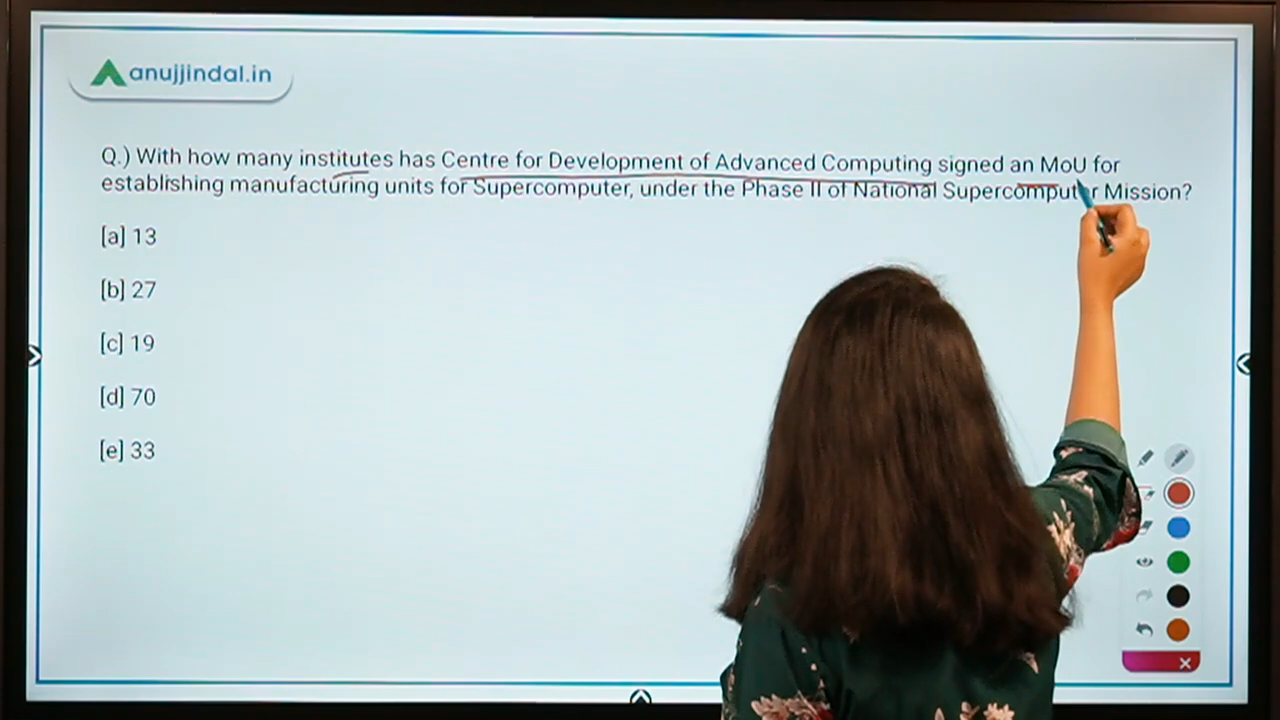 anujjindal.in
Q.) With how many institutes has Centre for Development of Advanced Computing signed an MoU for
establishing manufacturing units for Supercomputer, under the Phase II of National Supercomputer Mission?
[a] 13
[b] 27
[c] 19
[d] 70
[e] 33